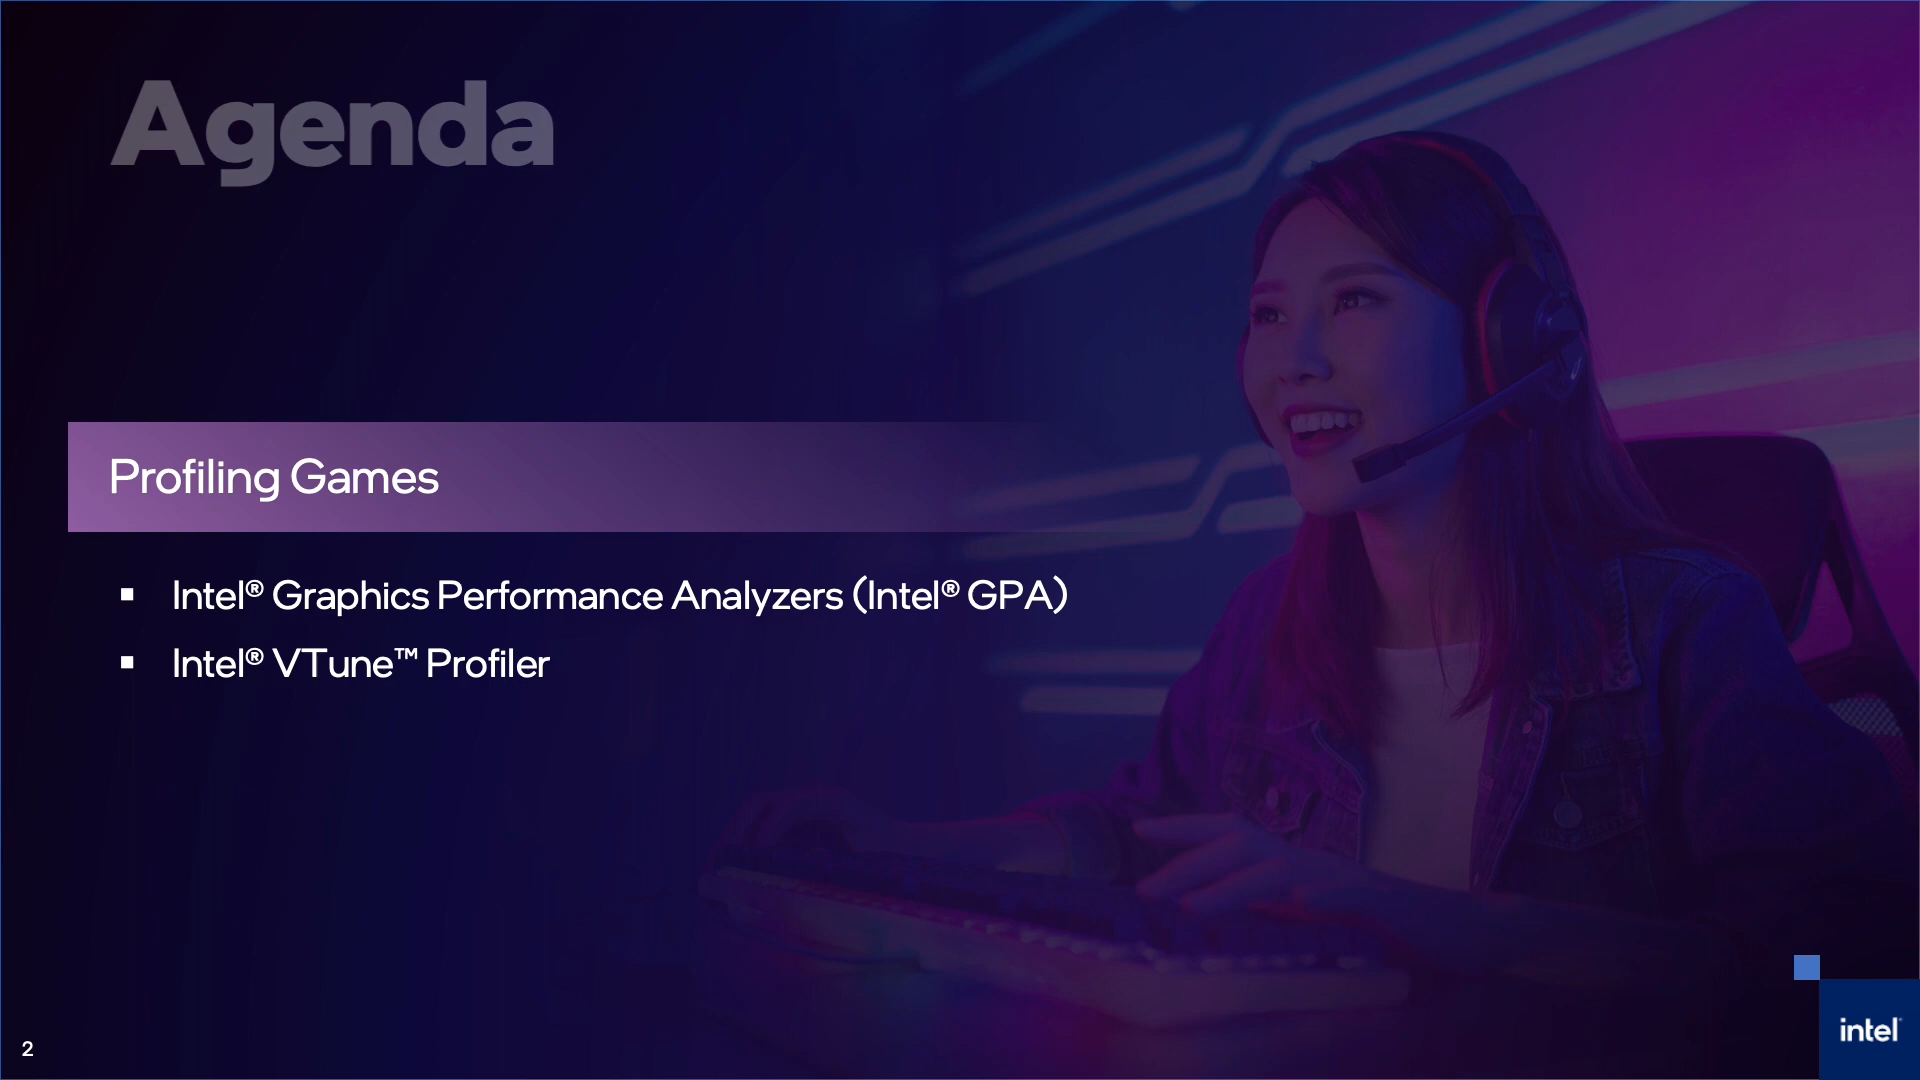 Agenda
Profiling Games
▪ Intel® Graphics Performance Analyzers (Intel® GPA)
▪ Intel® VTune™ Profiler
2
intel